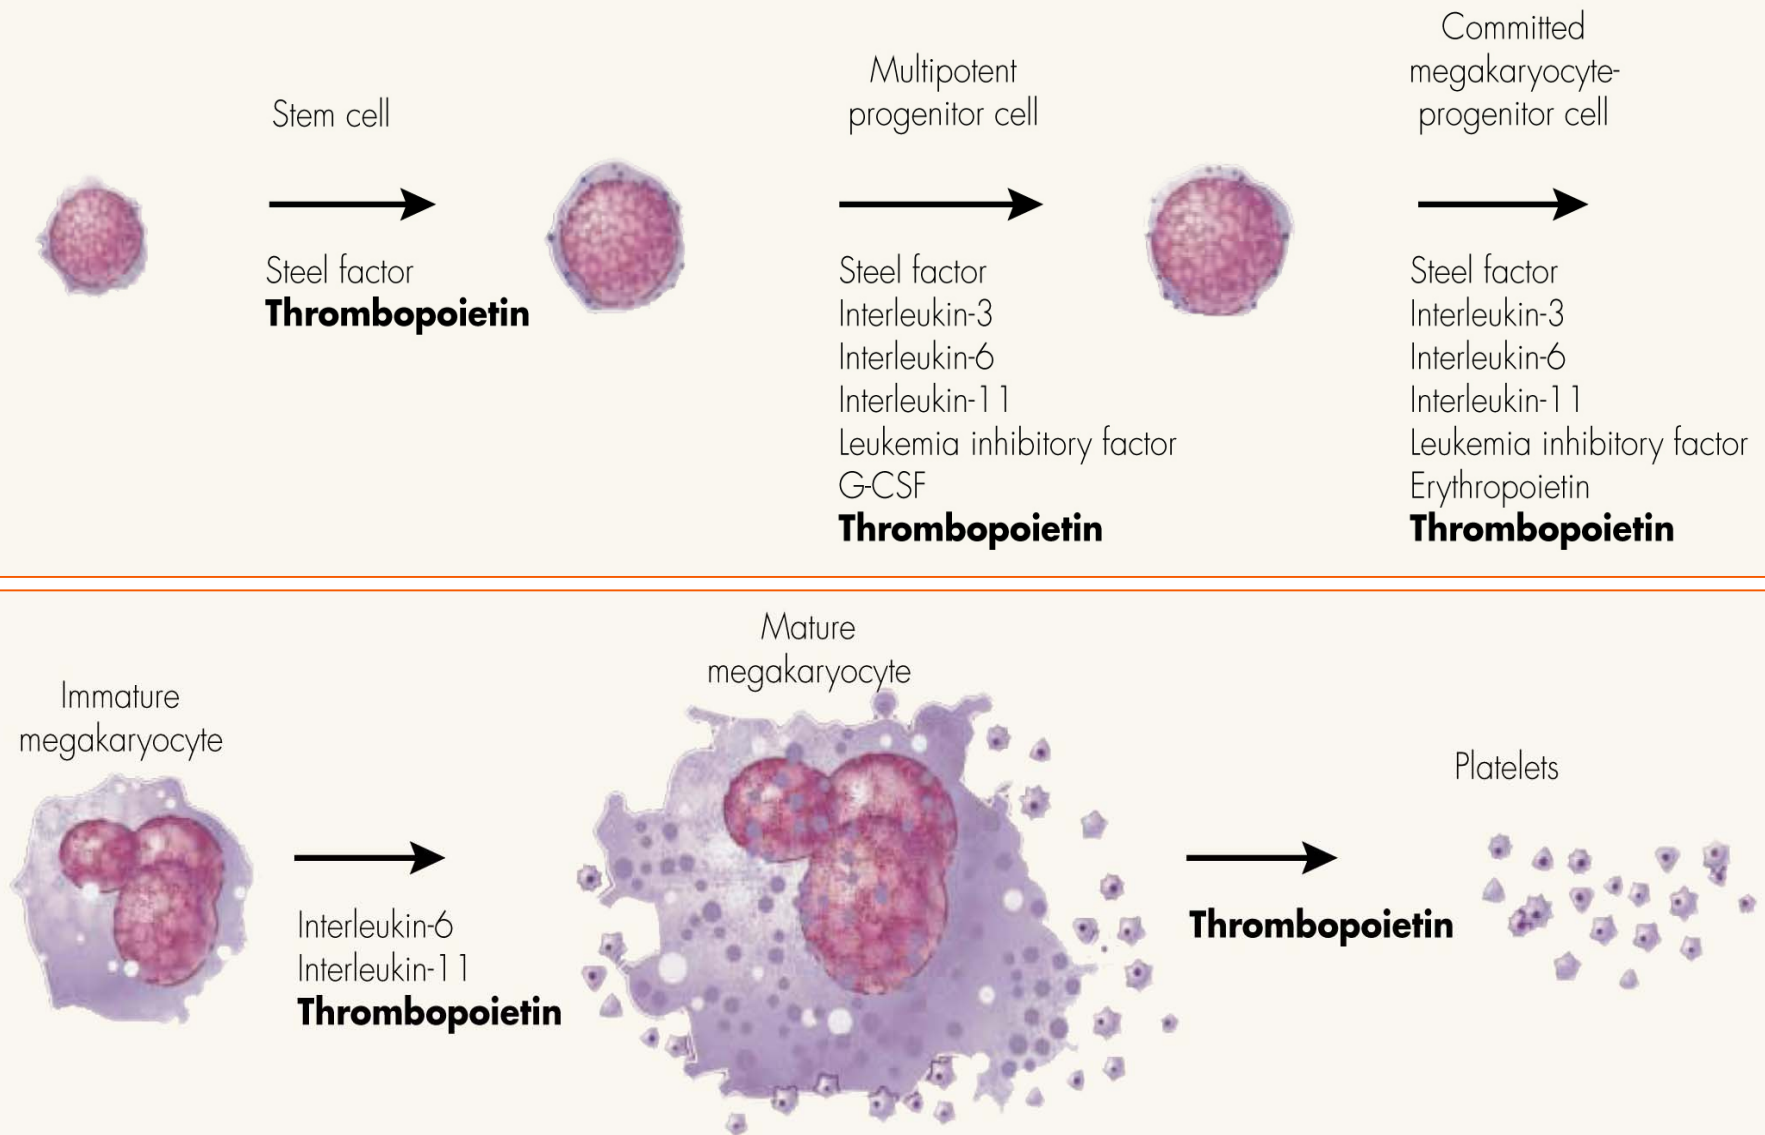 Stem cell
Steel factor
Thrombopoietin
Multipotent
progenitor cell
Steel factor
Interleukin-3
Interleukin-6
Interleukin-11
Leukemia inhibitory factor
G-CSF
Thrombopoietin
Committed
megakaryocyte-
progenitor cell
Steel factor
Interleukin-3
Interleukin-6
Interleukin-11
Leukemia inhibitory factor
Erythropoietin
Thrombopoietin
Immature
megakaryocyte
Interleukin-6
Interleukin-11
Thrombopoietin
Mature
megakaryocyte
Thrombopoietin
Platelets